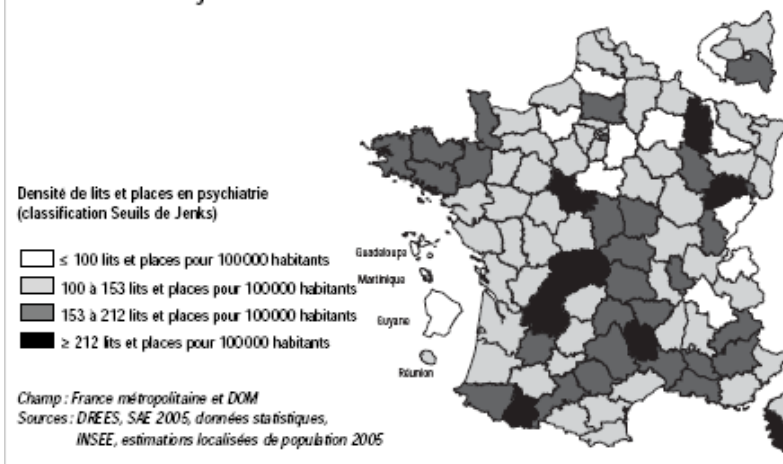 Densité de lits et places en psychiatrie
(classification Seuils de Jenks)
≤ 100 lits et places pour 100000 habitants
100 à 153 lits et places pour 100000 habitants
153 à 212 lits et places pour 100000 habitants
≥ 212 lits et places pour 100000 habitants
Guadeloupe
Martinique
Guyane
Réunion
Champ : France métropolitaine et DOM
Sources : DREES, SAE 2005, données statistiques,
INSEE, estimations localisées de population 2005